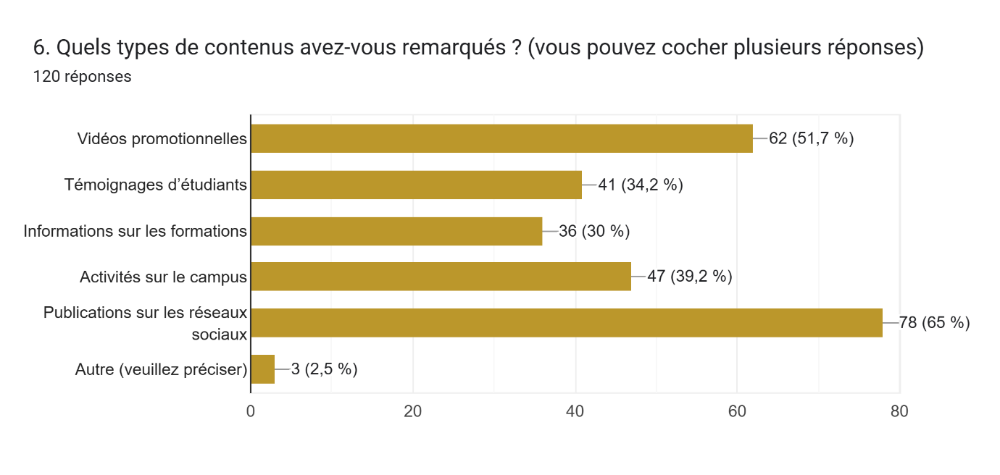 6. Quels types de contenus avez-vous remarqués ? (vous pouvez cocher plusieurs réponses)
120 réponses
Vidéos promotionnelles
62 (51,7 %)
Témoignages d’étudiants
41 (34,2 %)
Informations sur les formations
36 (30 %)
Activités sur le campus
47 (39,2 %)
Publications sur les réseaux
sociaux
78 (65 %)
Autre (veuillez préciser)
3 (2,5 %)
0 20 40 60 80